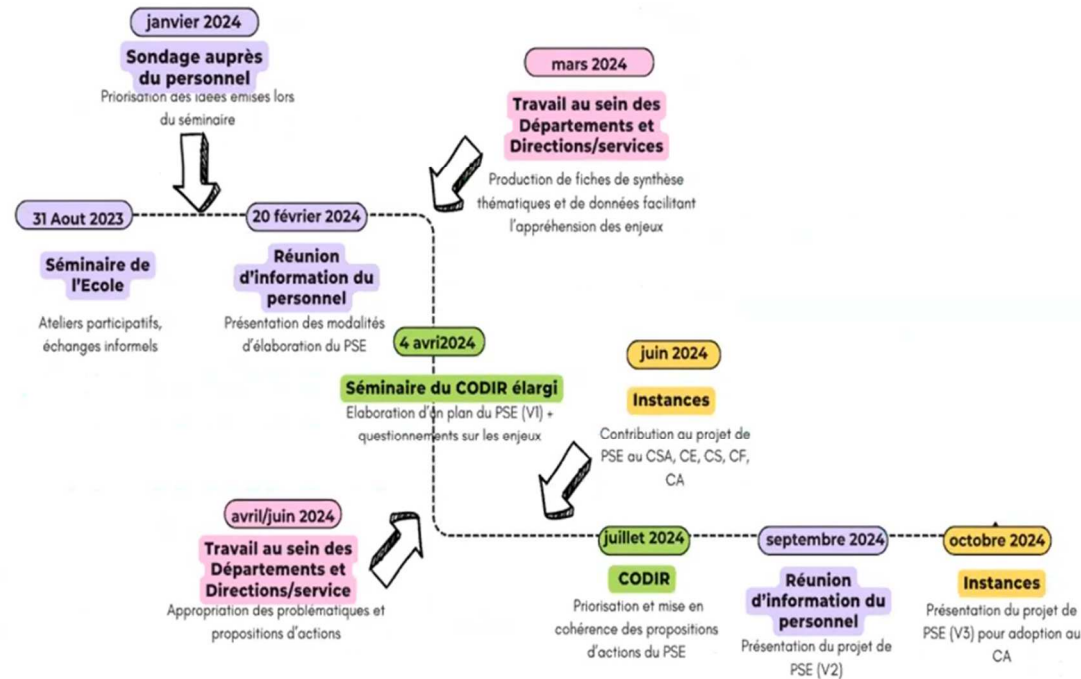 janvier 2024
Sondage auprès
du personnel
Priorisation des idées émises lors
du séminaire
mars 2024
Travail au sein des
Départements et
Directions/services
Production de fiches de synthèse
thématiques et de données facilitant
l'appréhension des enjeux
31 Aout 2023
Séminaire de
l'Ecole
Ateliers participatifs,
échanges informels
20 février 2024
Réunion
d'information du
personnel
Présentation des modalités
d'élaboration du PSE
4 avri2024
Séminaire du CODIR élargi
Elaboration d'un plan du PSE (V1) +
questionnements sur les enjeux
juin 2024
Instances
Contribution au projet de
PSE au CSA, CE, CS, CF,
CA
avril/juin 2024
Travail au sein des
Départements et
Directions/service
Appropriation des problématiques et
propositions d'actions
juillet 2024
CODIR
Priorisation et mise en
cohérence des propositions
d'actions du PSE
septembre 2024
Réunion
d'information du
personnel
Présentation du projet de
PSE (V2)
octobre 2024
Instances
Présentation du projet de
PSE (V3) pour adoption au
CA